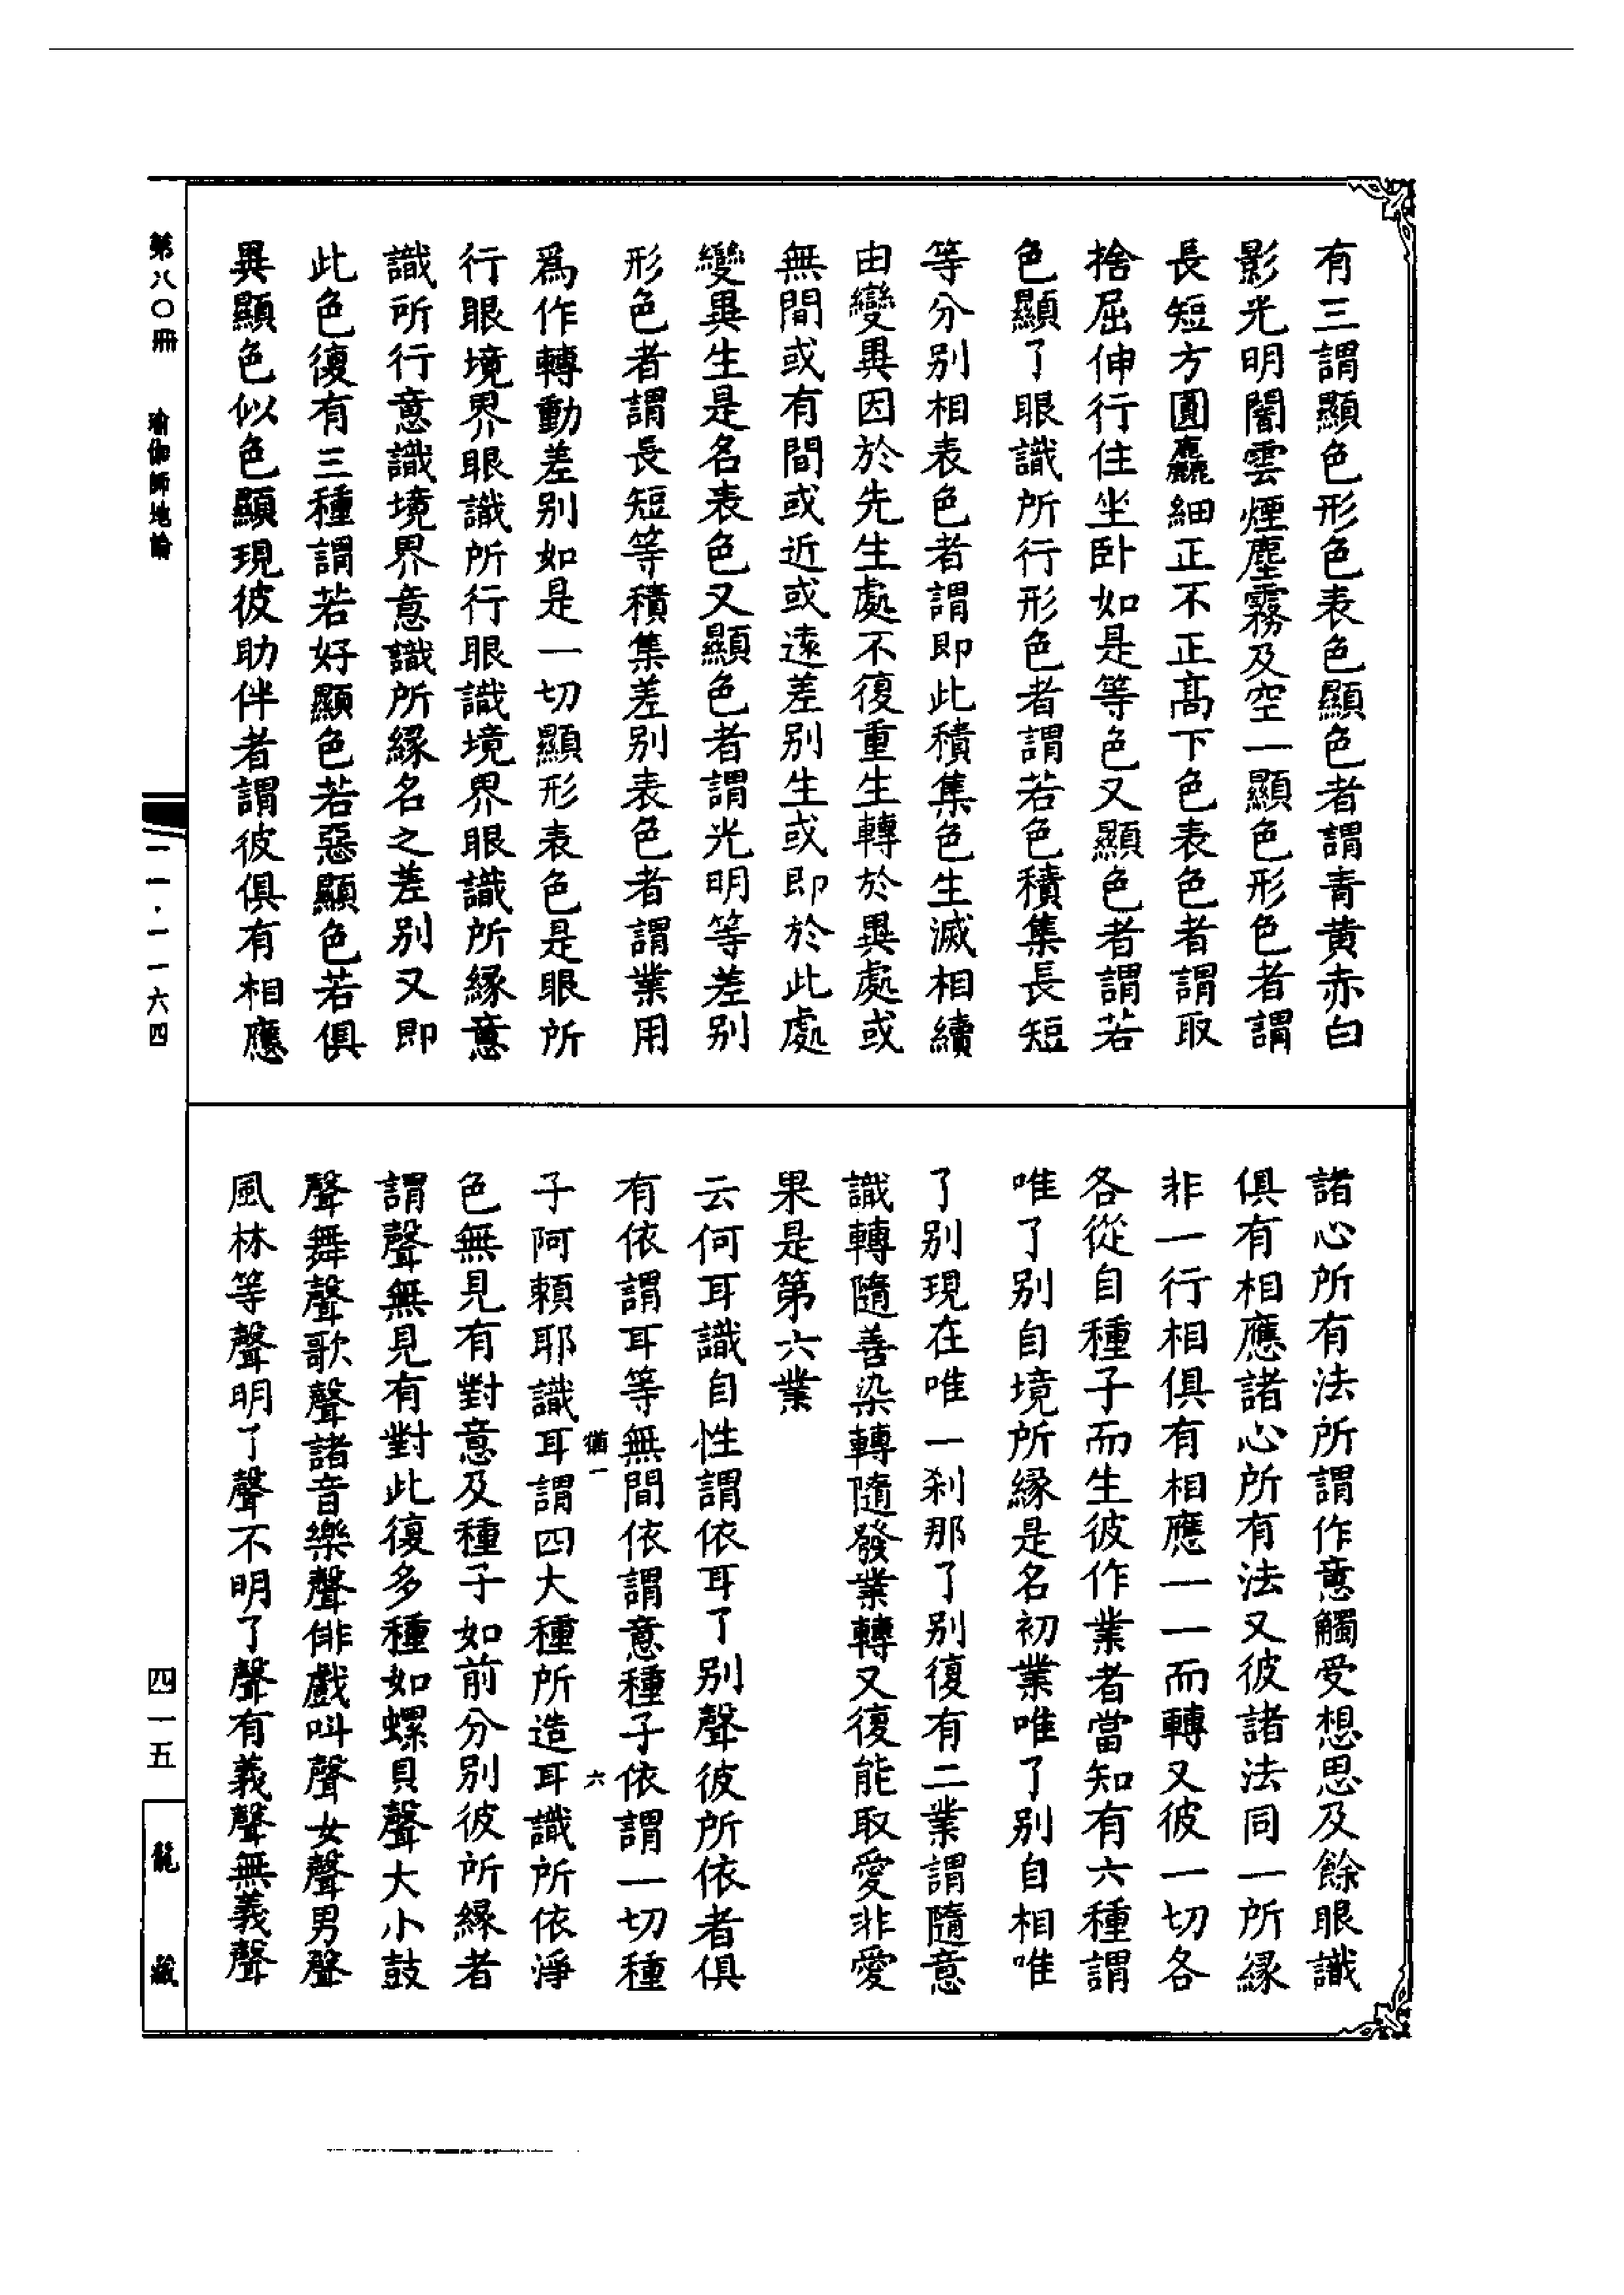 有三謂顯色形色表色顯色者謂青黄赤白
影光明闇雲煙塵霧及空一顯色形色者謂
長短方圓麤細正不正髙下色表色者謂取
捨屈伸行住坐卧如是等色又顯色者謂若
色顯了眼識所行形色者謂若色積集長短
等分别相表色者謂即此積集色生滅相續
由變異因於先生處不復重生轉於異處或
無間或有間或近或遠差别生或即於此處
變異生是名表色又顯色者謂光明等差别
形色者謂長短等積集差别表色者謂業用
爲作轉動差别如是一切顯形表色是眼所
行眼境界眼識所行眼識境界眼識所緣意
識所行意識境界意識所緣名之差别又即
此色復有三種謂若好顯色若惡顯色若俱
異顯色似色顯現彼助伴者謂彼俱有相應
諸心所有法所謂作意觸受想思及餘眼識
俱有相應諸心所有法又彼諸法同一所緣
非一行相俱有相應一一而轉又彼一切各
各從自種子而生彼作業者當知有六種謂
唯了别自境所緣是名初業唯了别自相唯
了别現在唯一刹那了别復有二業謂隨意
識轉隨善染轉隨發業轉又復能取愛非愛
果是第六業
云何耳識自性謂依耳了别聲彼所依者俱
有依謂耳等無間依謂意種子依謂一切種
猶一　六
子阿頼耶識耳謂四大種所造耳識所依淨
色無見有對意及種子如前分别彼所緣者
謂聲無見有對此復多種如螺貝聲大小鼓
聲舞聲歌聲諸音樂聲俳戲叫聲女聲男聲
風林等聲明了聲不明了聲有義聲無義聲
第八〇冊　瑜伽師地論
一一·一一六四
四一五
龍藏